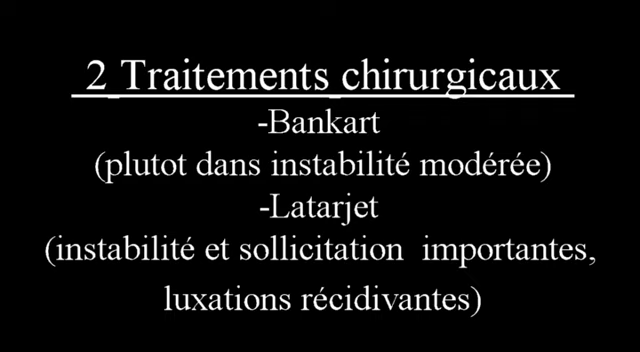 2 Traitements chirurgicaux
-Bankart
(plutot dans instabilité modérée)
-Latarjet
(instabilité et sollicitation importantes,
luxations récidivantes)